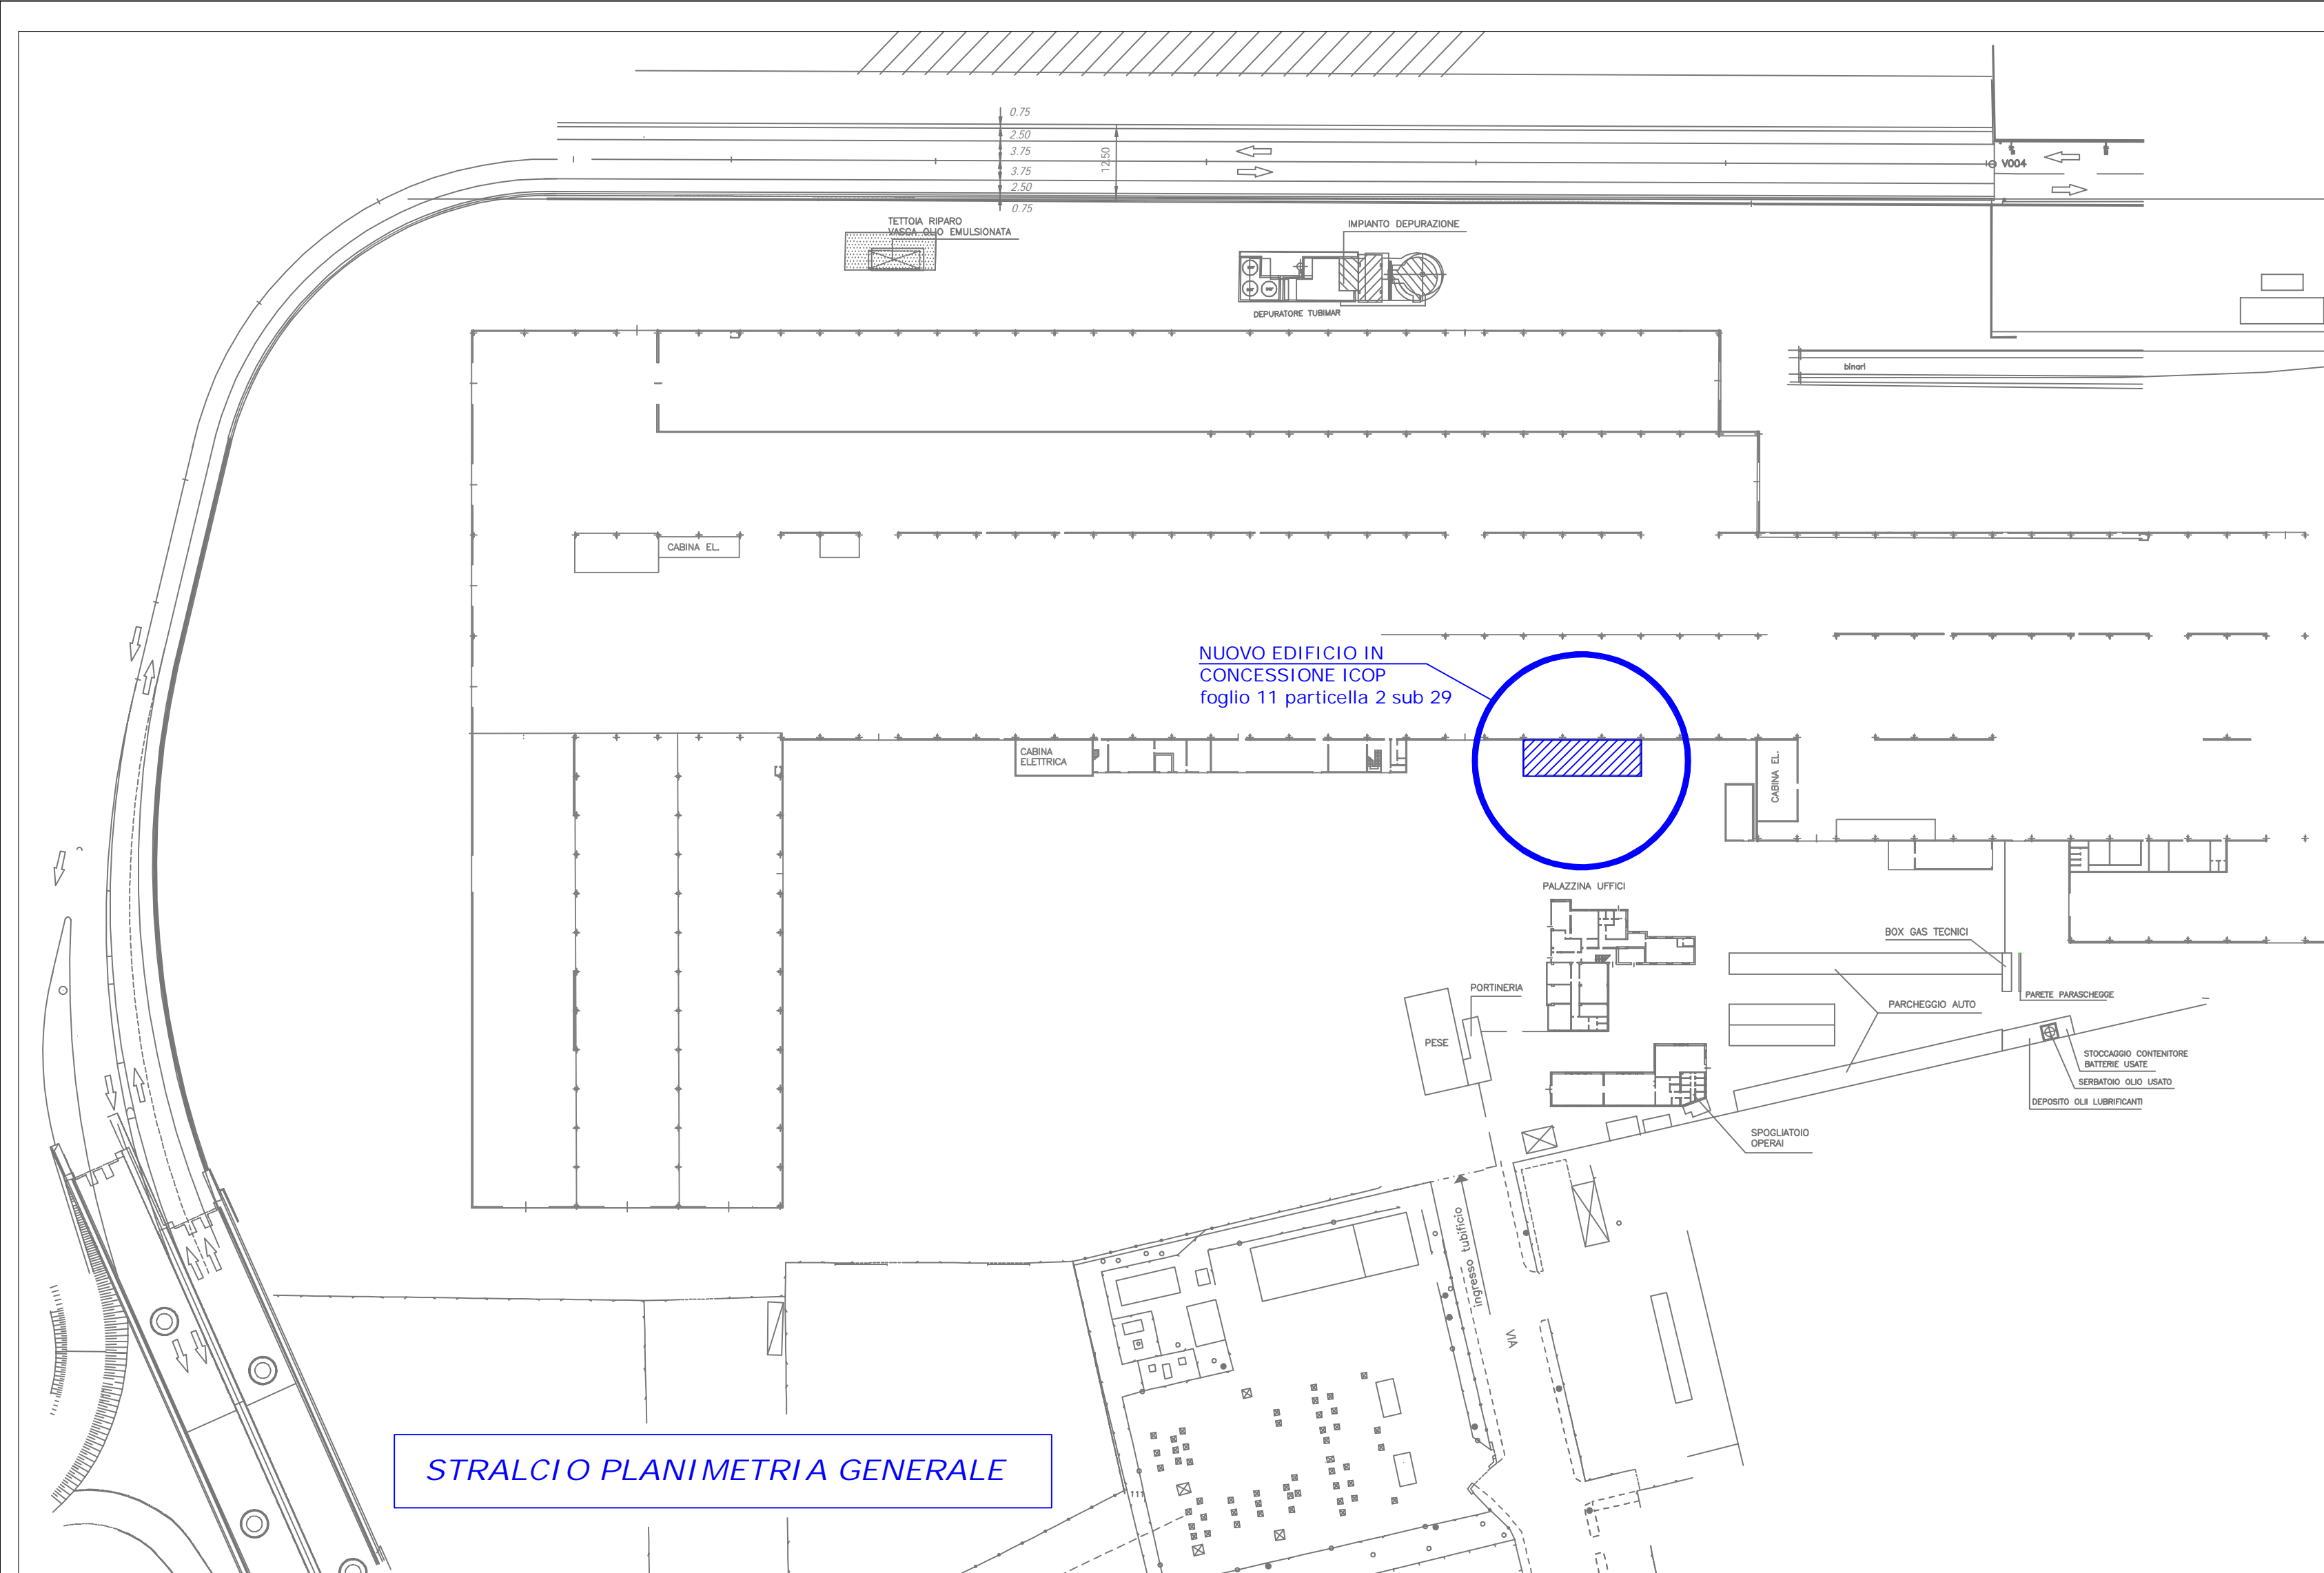 0.75
2.50
3.75
3.75
2.50
0.75
12.50
V004
TETTOIA RIPARO
VASCA OLIO EMULSIONATA
IMPIANTO DEPURAZIONE
DEPURATORE TUBIMAR
binari
CABINA EL.
NUOVO EDIFICIO IN
CONCESSIONE ICOP
foglio 11 particella 2 sub 29
CABINA
ELETTRICA
CABINA EL.
PALAZZINA UFFICI
BOX GAS TECNICI
PORTINERIA
PARETE PARASCHEGGE
PARCHEGGIO AUTO
PESE
STOCCAGGIO CONTENITORE
BATTERIE USATE
SERBATOIO OLIO USATO
DEPOSITO OLII LUBRIFICANTI
SPOGLIATOIO
OPERAI
ingresso tubificio
VIA
STRALCIO PLANIMETRIA GENERALE